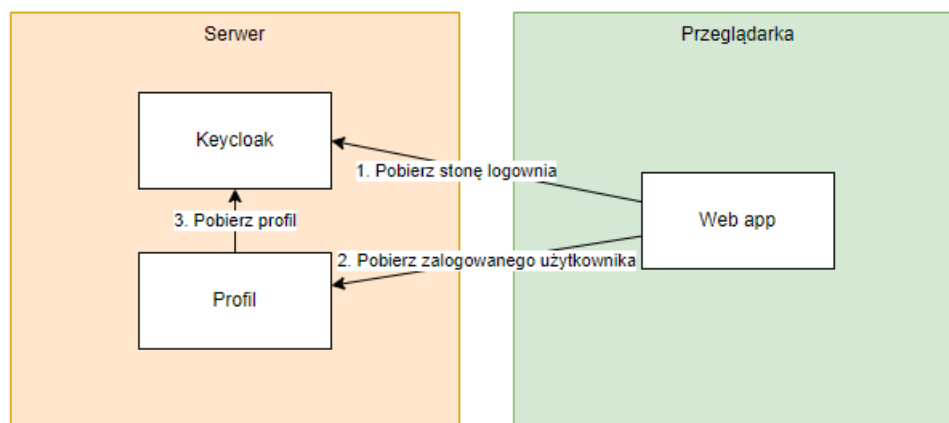 Serwer
Przeglądarka
Keycloak
1. Pobierz stonę logownia
Web app
3. Pobierz profil
2. Pobierz zalogowanego użytkownika
Profil